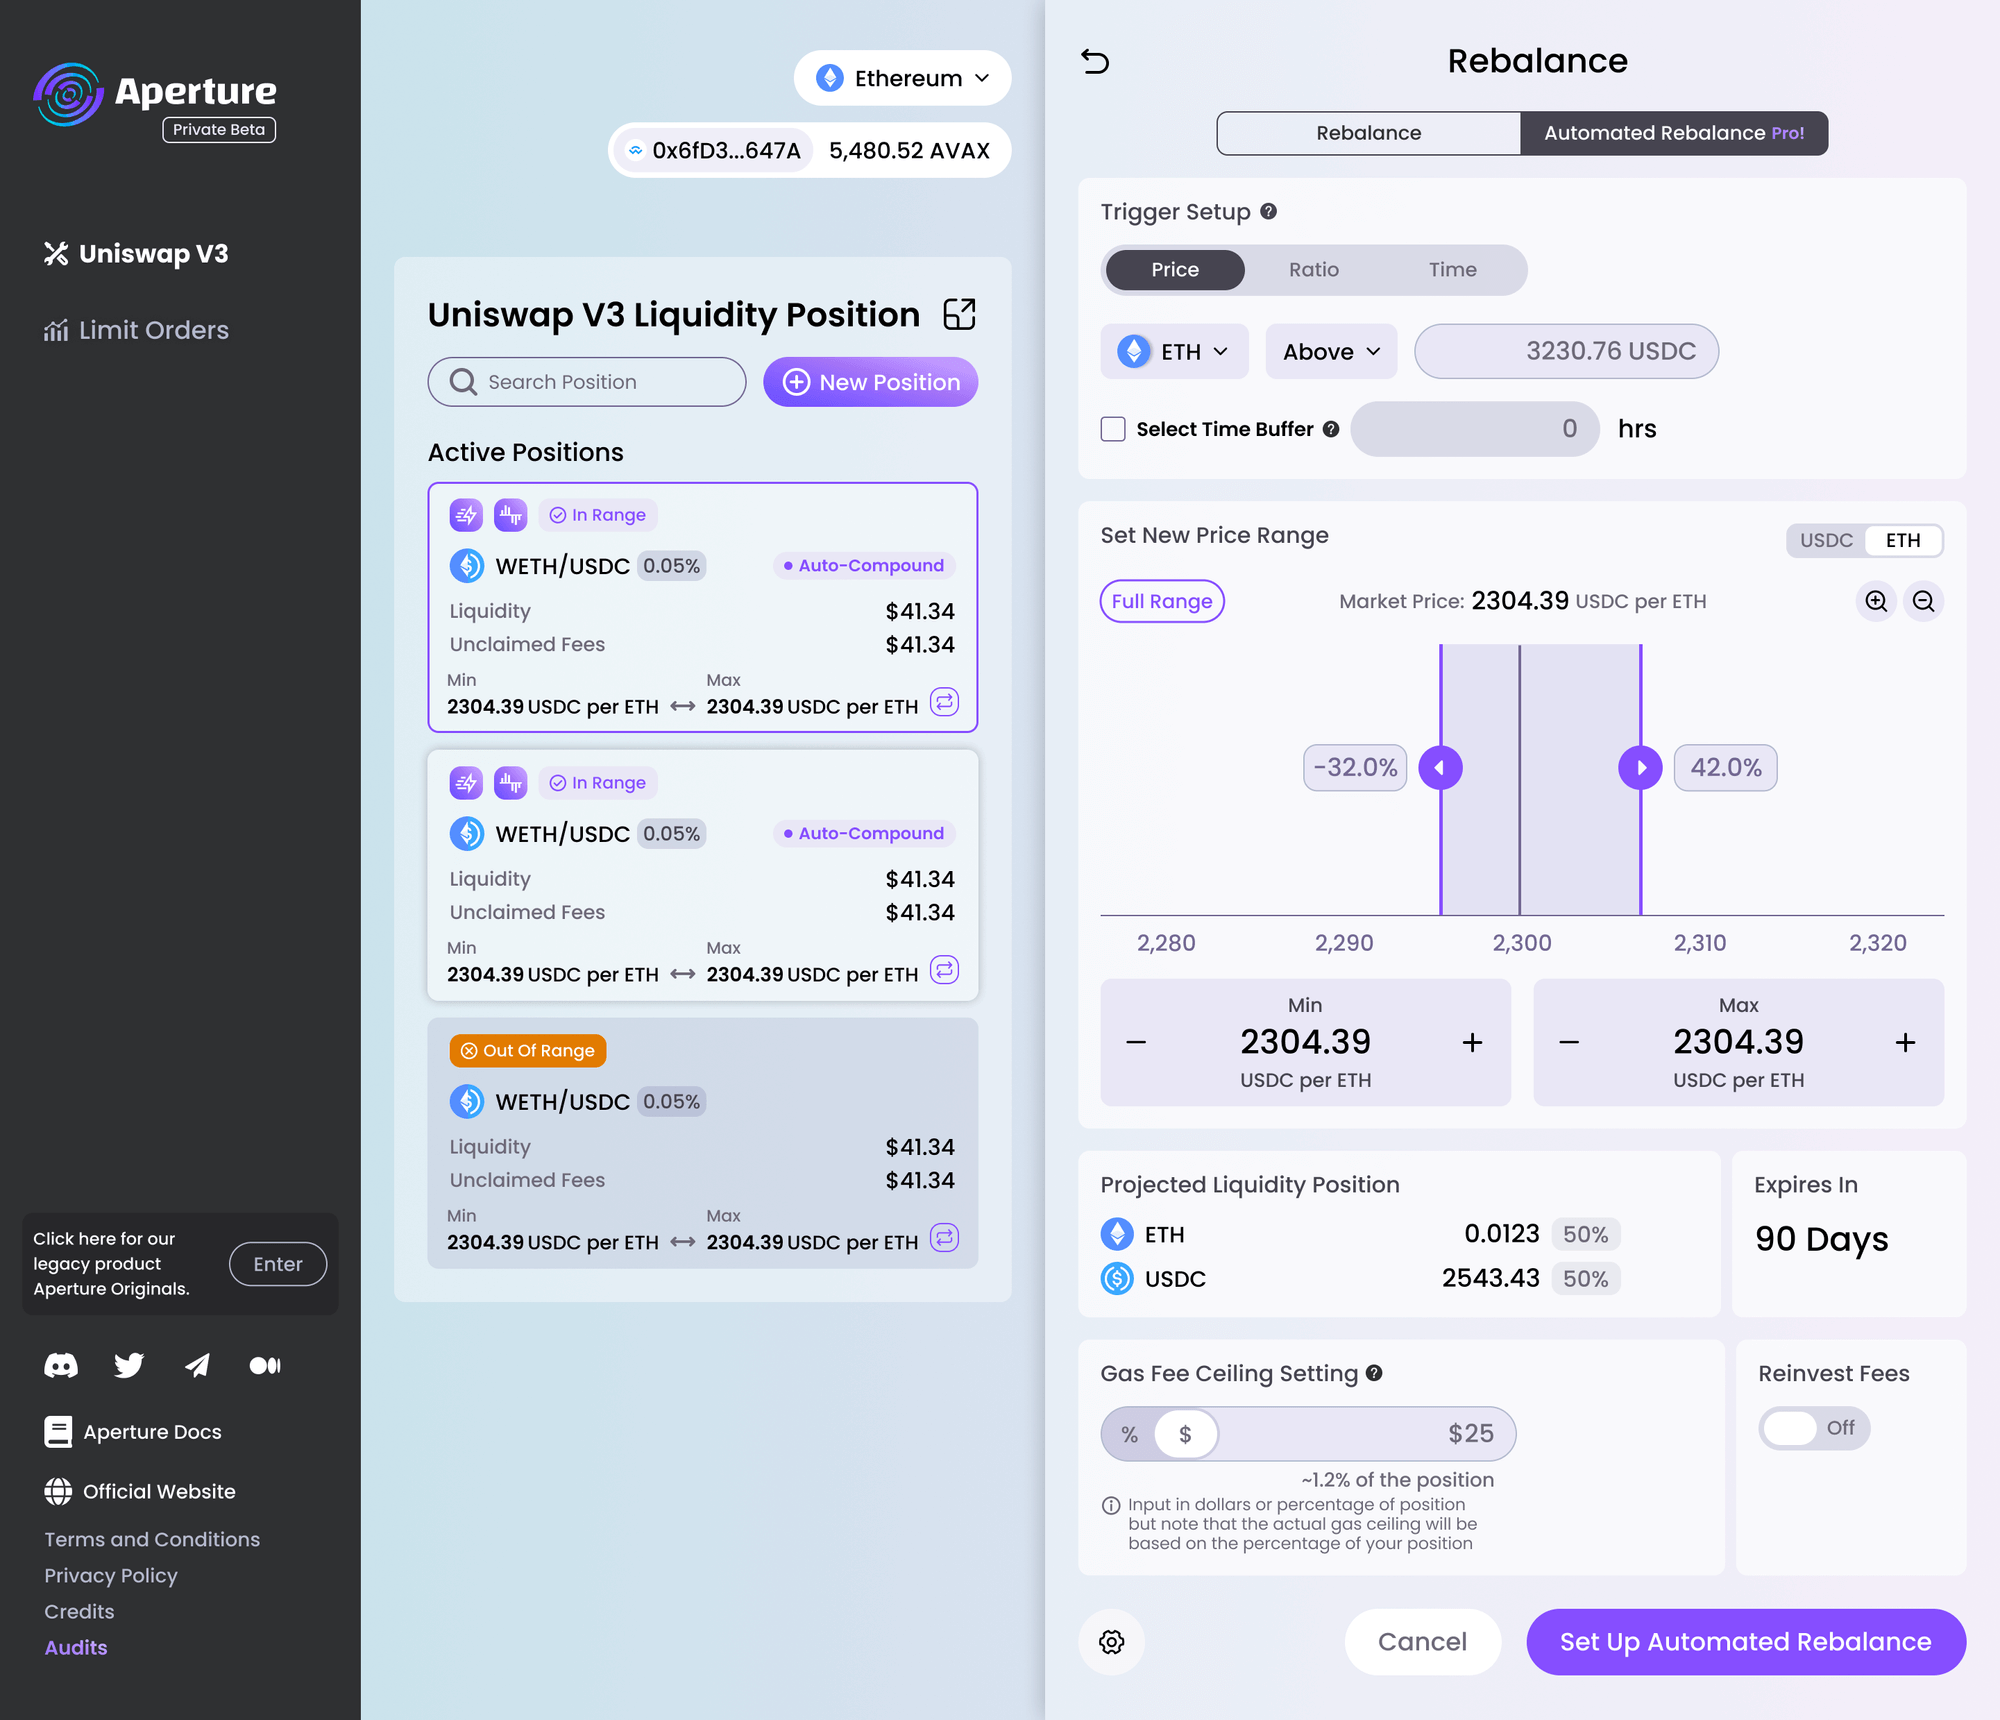 Aperture
Private Beta
Uniswap V3
Limit Orders
Click here for our
legacy product
Aperture Originals.
Enter
Aperture Docs
Official Website
Terms and Conditions
Privacy Policy
Credits
Audits
Ethereum
0x6fD3...647A 5,480.52 AVAX
Uniswap V3 Liquidity Position
Search Position
New Position
Active Positions
In Range
WETH/USDC 0.05% Auto-Compound
Liquidity $41.34
Unclaimed Fees $41.34
Min Max
2304.39 USDC per ETH 2304.39 USDC per ETH
In Range
WETH/USDC 0.05% Auto-Compound
Liquidity $41.34
Unclaimed Fees $41.34
Min Max
2304.39 USDC per ETH 2304.39 USDC per ETH
Out Of Range
WETH/USDC 0.05%
Liquidity $41.34
Unclaimed Fees $41.34
Min Max
2304.39 USDC per ETH 2304.39 USDC per ETH
Rebalance
Rebalance Automated Rebalance Pro!
Trigger Setup
Price Ratio Time
ETH Above 3230.76 USDC
Select Time Buffer 0 hrs
Set New Price Range
USDC ETH
Full Range Market Price: 2304.39 USDC per ETH
-32.0% 42.0%
2,280 2,290 2,300 2,310 2,320
Min Max
− 2304.39 + − 2304.39 +
USDC per ETH USDC per ETH
Projected Liquidity Position
ETH 0.0123 50%
USDC 2543.43 50%
Expires In
90 Days
Gas Fee Ceiling Setting
% $ $25
~1.2% of the position
Input in dollars or percentage of position
but note that the actual gas ceiling will be
based on the percentage of your position
Reinvest Fees
Off
Cancel
Set Up Automated Rebalance